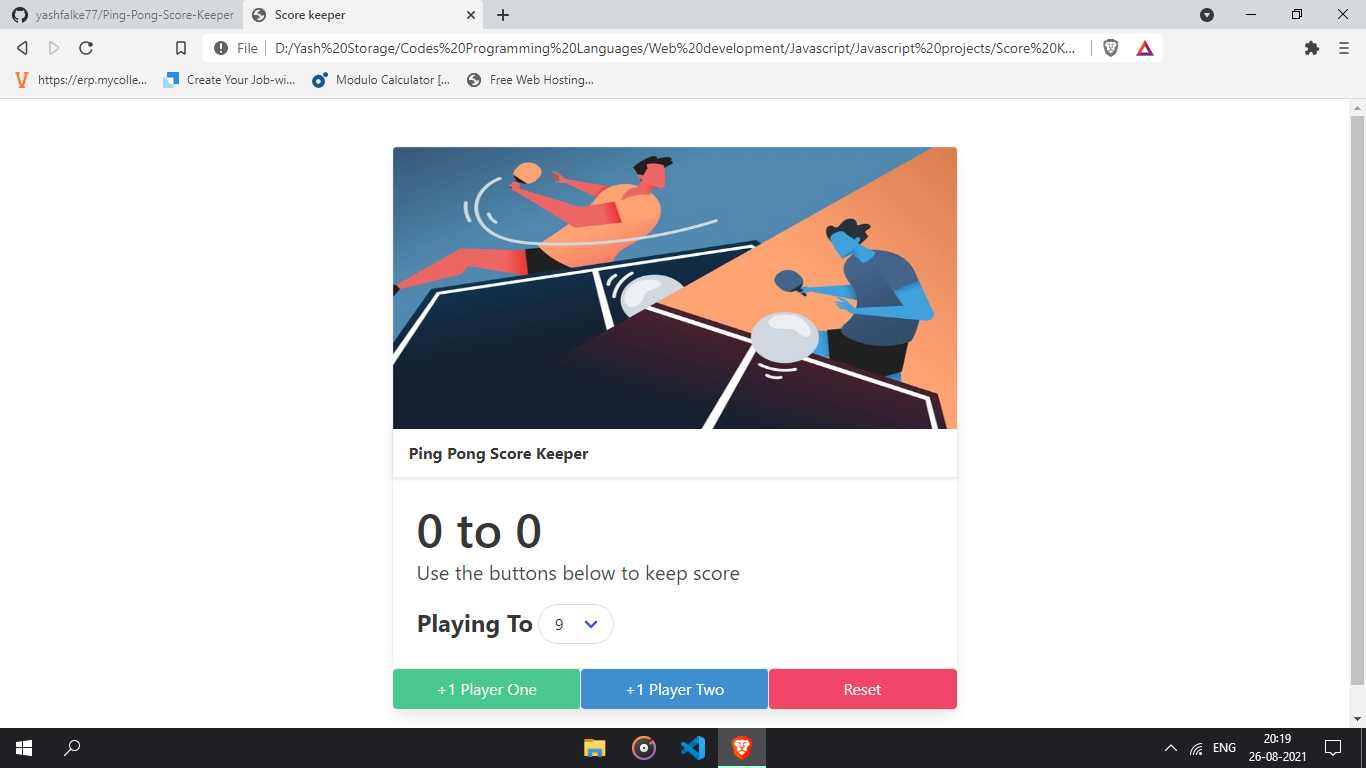 yashfalke77/Ping-Pong-Score-Keeper
Score keeper
File
D:/Yash%20Storage/Codes%20Programming%20Languages/Web%20development/Javascript/Javascript%20projects/Score%20K...
https://erp.mycolle...
Create Your Job-wi...
Modulo Calculator [...
Free Web Hosting...
Ping Pong Score Keeper
0 to 0
Use the buttons below to keep score
Playing To 9
+1 Player One
+1 Player Two
Reset
ENG
20:19
26-08-2021